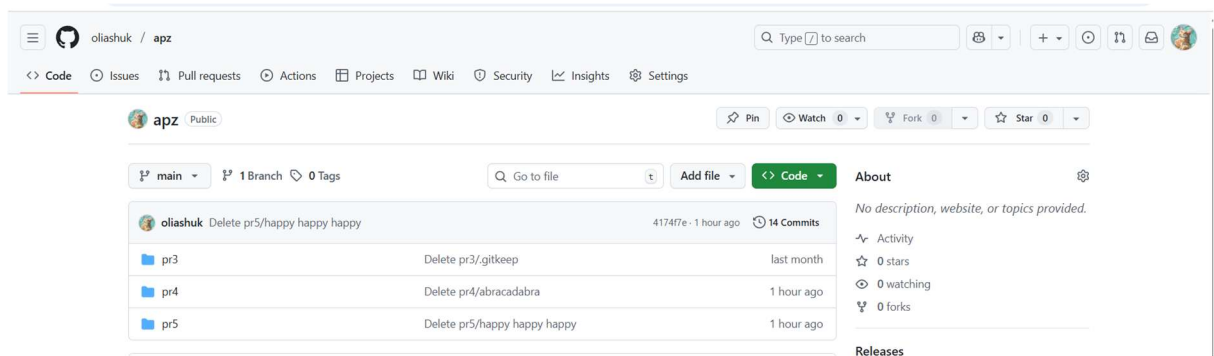 oliashuk / apz
Type / to search
Code Issues Pull requests Actions Projects Wiki Security Insights Settings
apz Public
Pin Watch 0 Fork 0 Star 0
main 1 Branch 0 Tags Go to file t Add file Code
oliashuk Delete pr5/happy happy happy 4174f7e · 1 hour ago 14 Commits
pr3 Delete pr3/.gitkeep last month
pr4 Delete pr4/abracadabra 1 hour ago
pr5 Delete pr5/happy happy happy 1 hour ago
About
No description, website, or topics provided.
Activity
0 stars
0 watching
0 forks
Releases